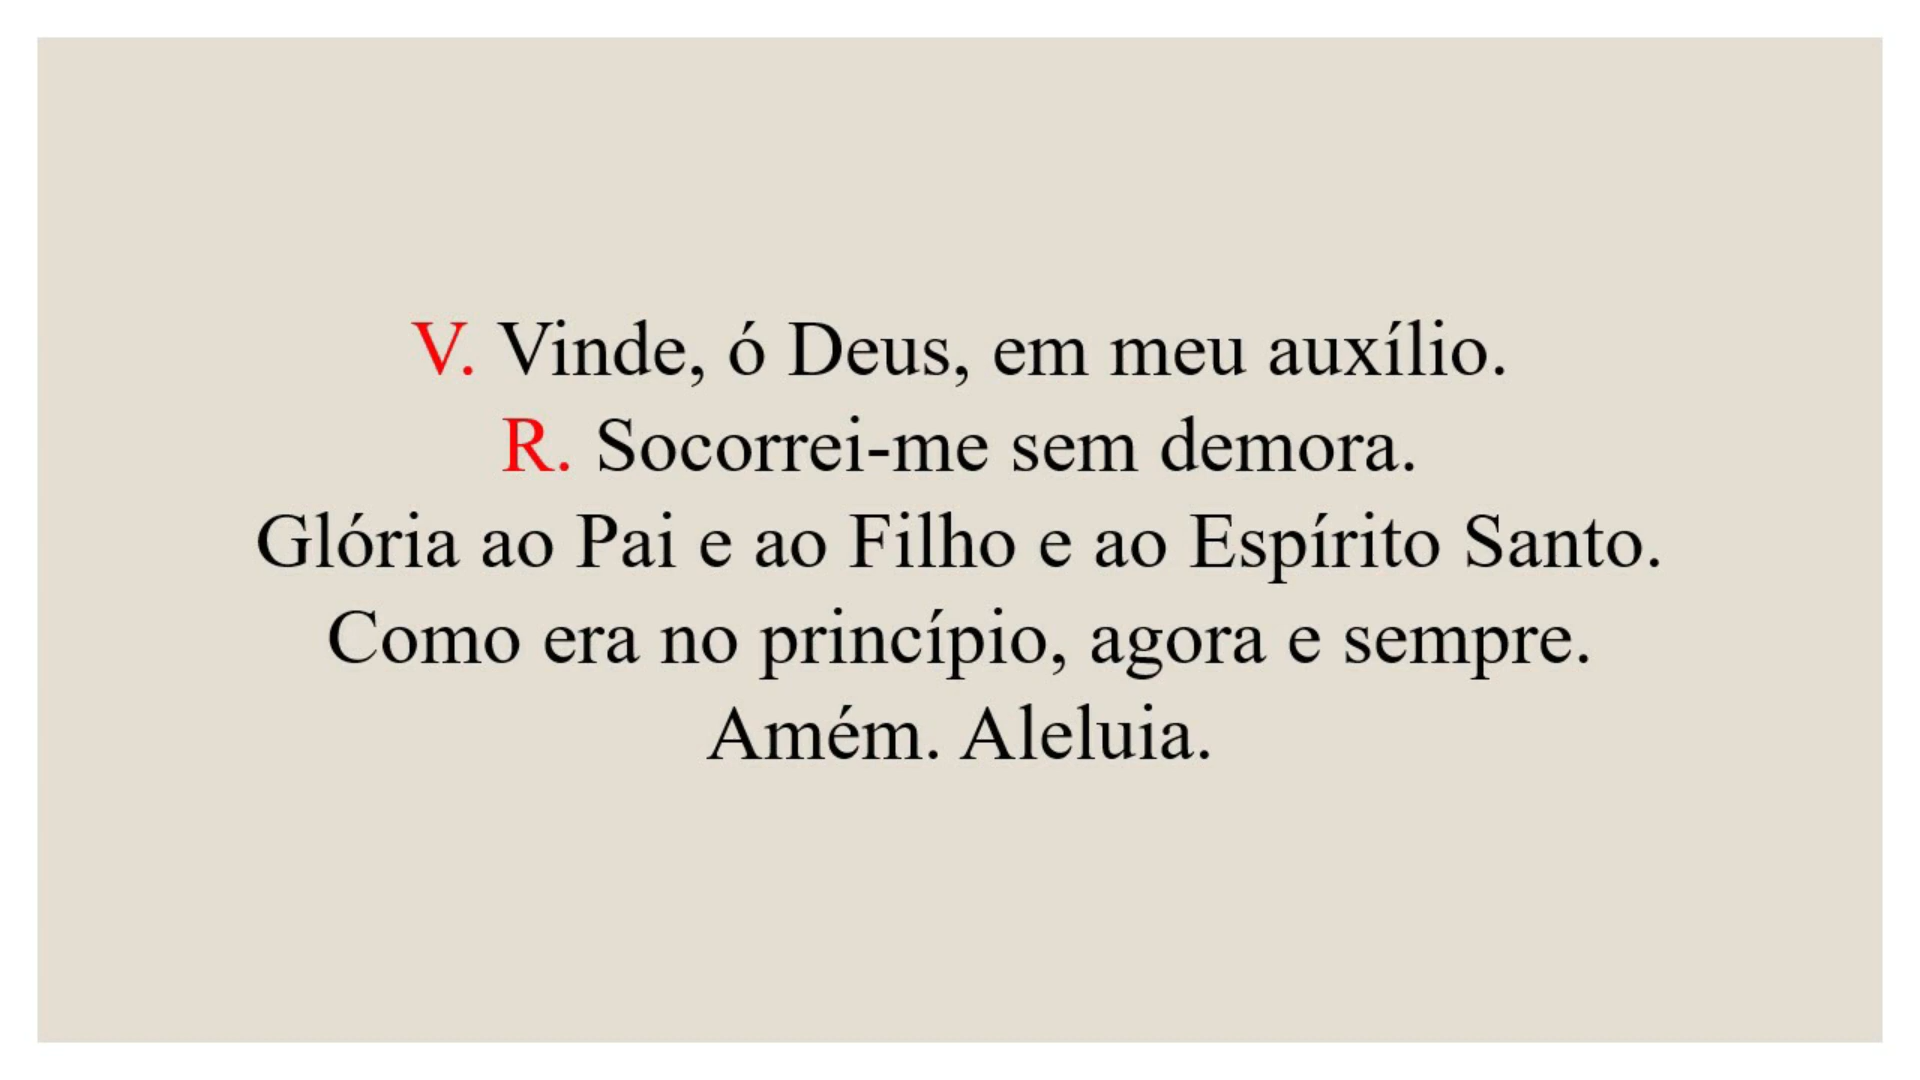 V. Vinde, ó Deus, em meu auxílio.
R. Socorrei-me sem demora.
Glória ao Pai e ao Filho e ao Espírito Santo.
Como era no princípio, agora e sempre.
Amém. Aleluia.